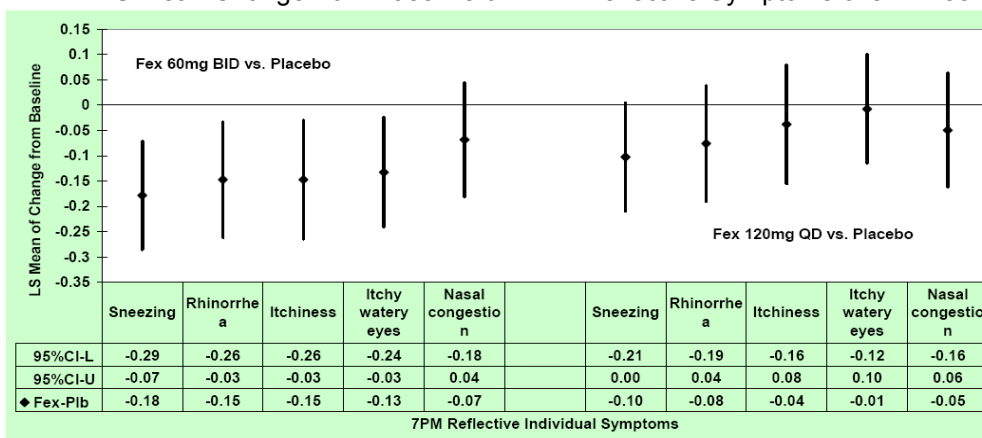 0.15
0.1
0.05
0
-0.05
-0.1
-0.15
-0.2
-0.25
-0.3
-0.35
LS Mean of Change from Baseline
Fex 60mg BID vs. Placebo
Fex 120mg QD vs. Placebo
Sneezing Rhinorrhe a Itchiness Itchy watery eyes Nasal congestio n Sneezing Rhinorrhe a Itchiness Itchy watery eyes Nasal congestio
95%CI-L -0.29 -0.26 -0.26 -0.24 -0.18 -0.21 -0.19 -0.16 -0.12 -0.16
95%CI-U -0.07 -0.03 -0.03 -0.03 0.04 0.00 0.04 0.08 0.10 0.06
Fex-Plb -0.18 -0.15 -0.15 -0.13 -0.07 -0.10 -0.08 -0.04 -0.01 -0.05
7PM Reflective Individual Symptoms